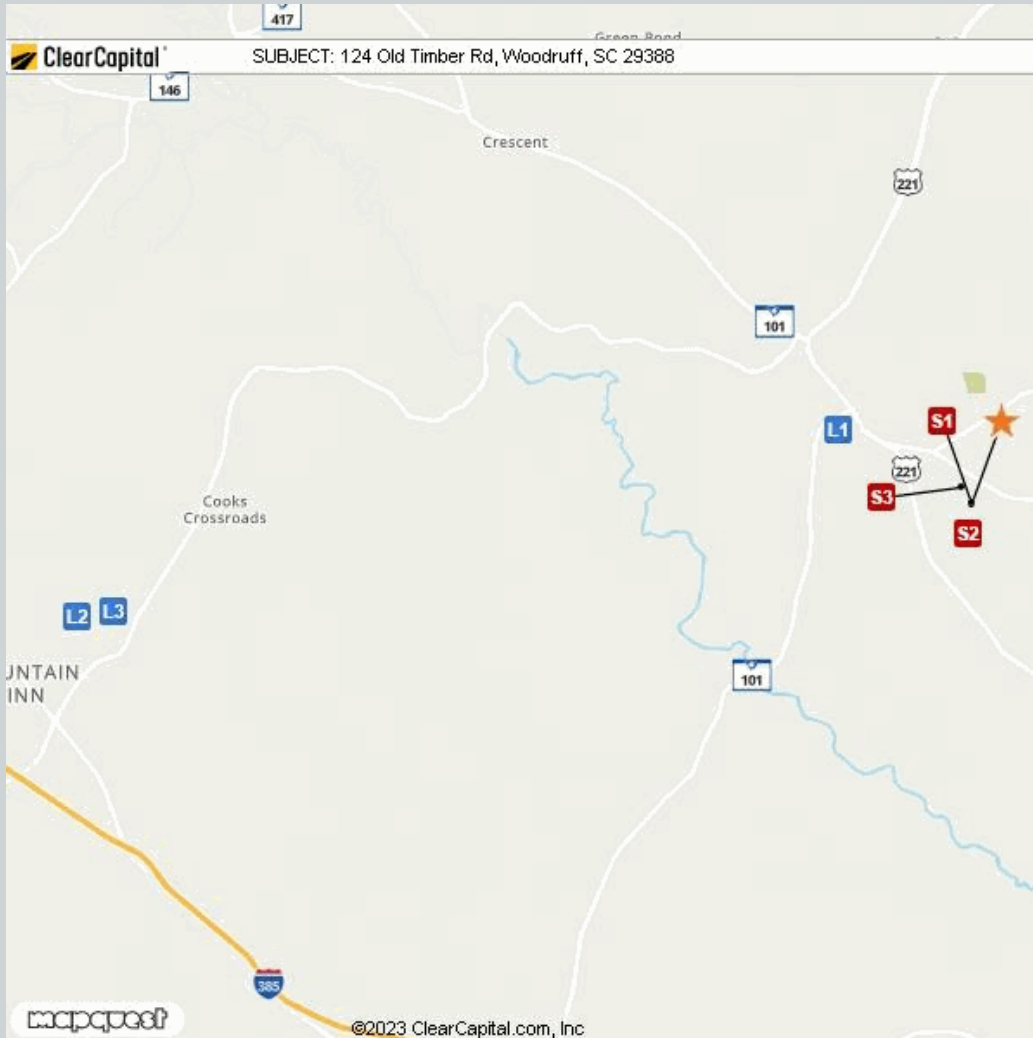 417
Green Pond
ClearCapital
SUBJECT: 124 Old Timber Rd, Woodruff, SC 29388
146
Crescent
221
101
S1
L1
221
S3
S2
Cooks
Crossroads
L2
L3
UNTAIN
INN
101
385
mapquest
©2023 ClearCapital.com, Inc